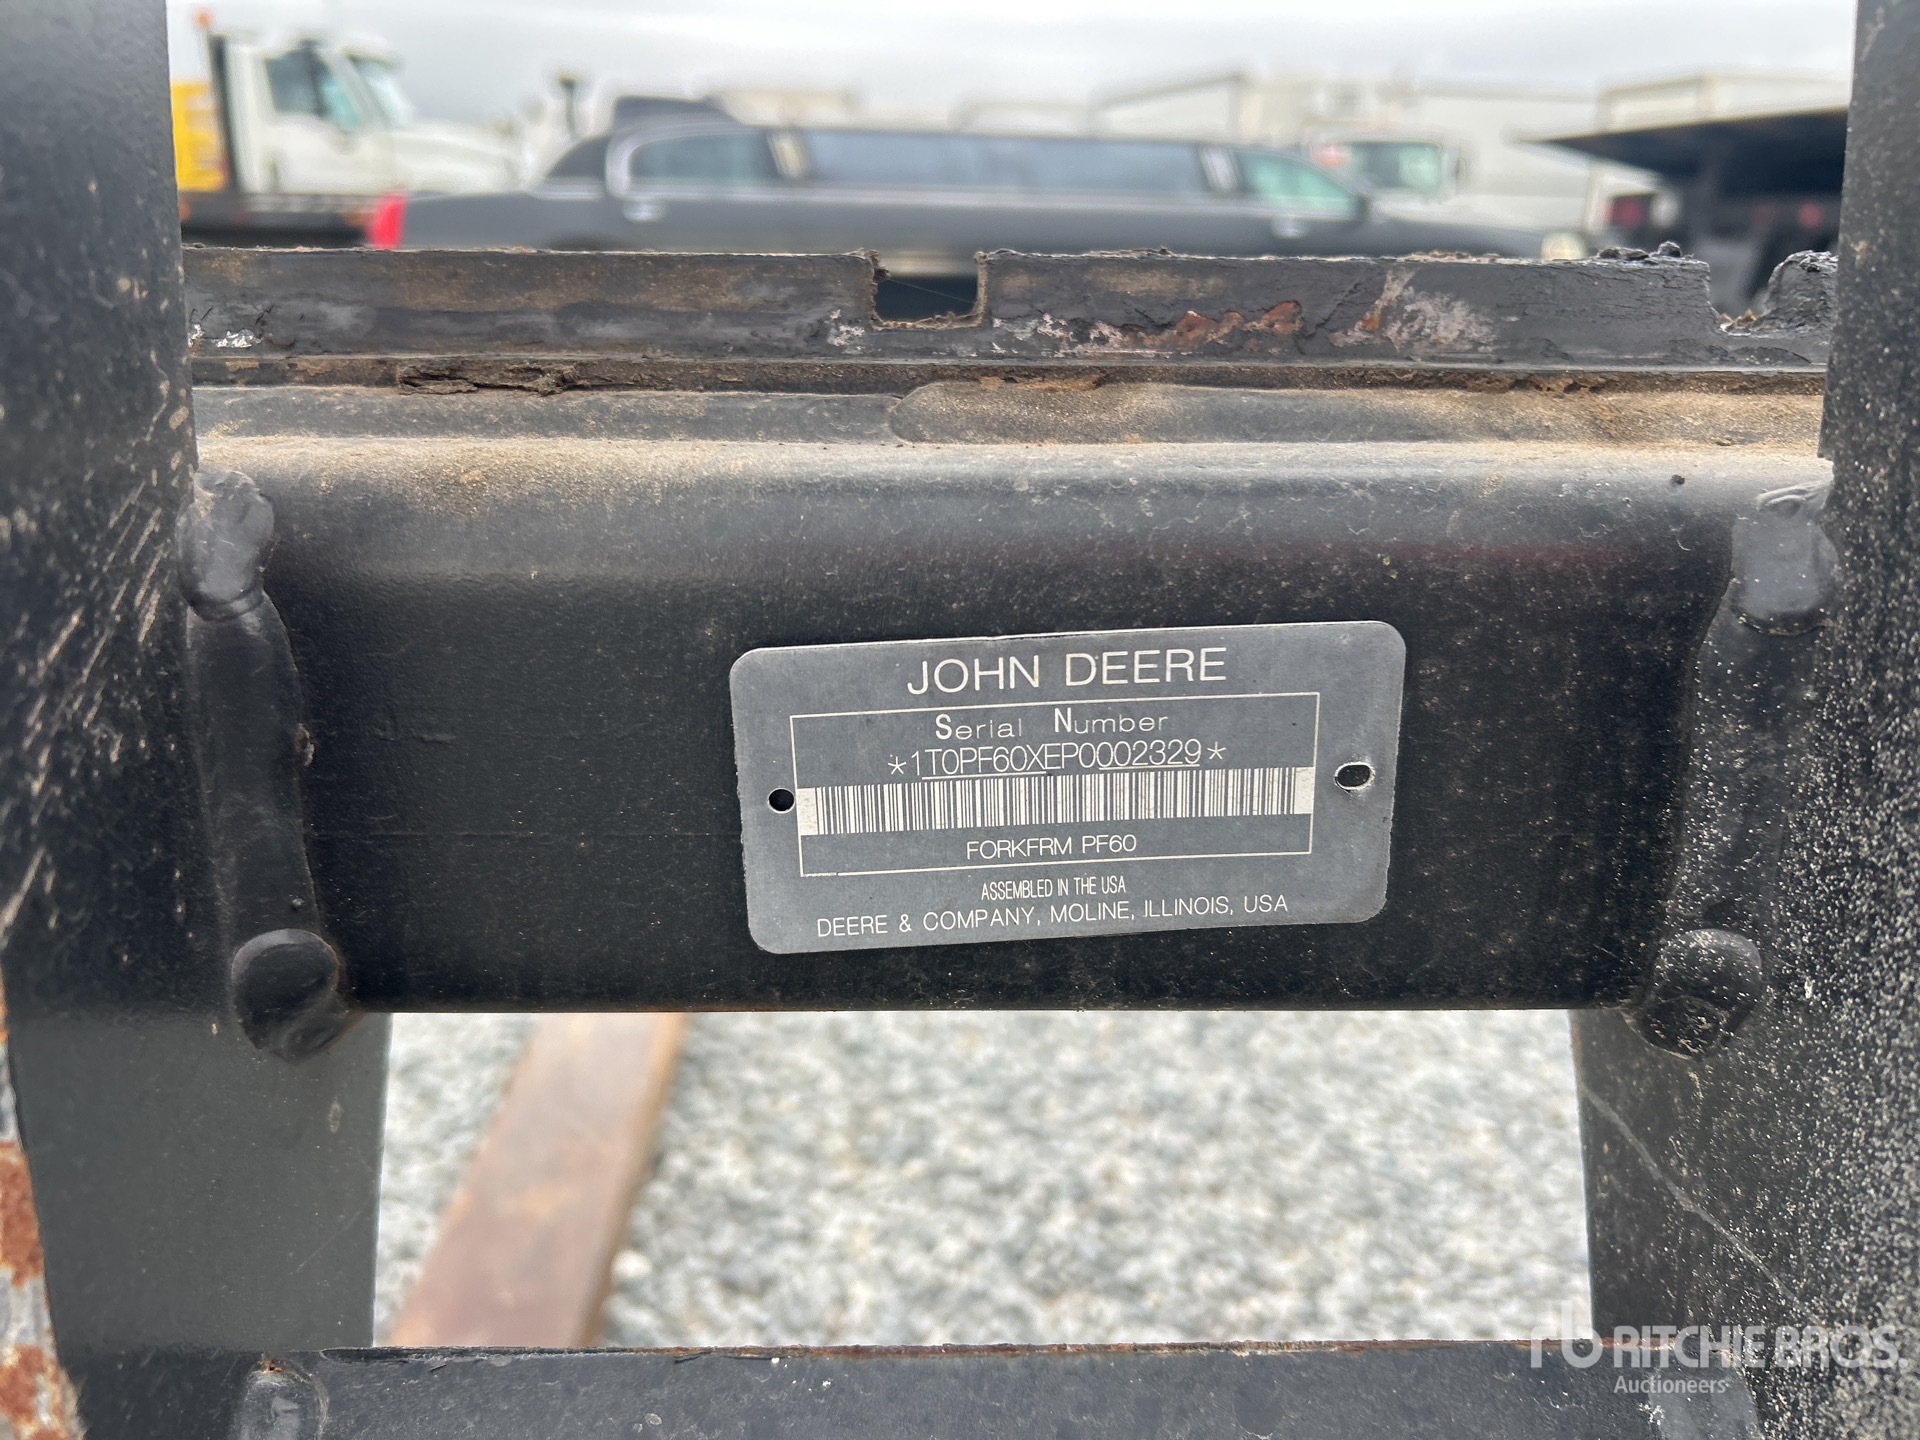 JOHN DEERE
Serial Number
*1T0PF60XEP0002329*
FORKFRM PF60
ASSEMBLED IN THE USA
DEERE & COMPANY, MOLINE, ILLINOIS, USA
rb RITCHIE BROS.
Auctioneers